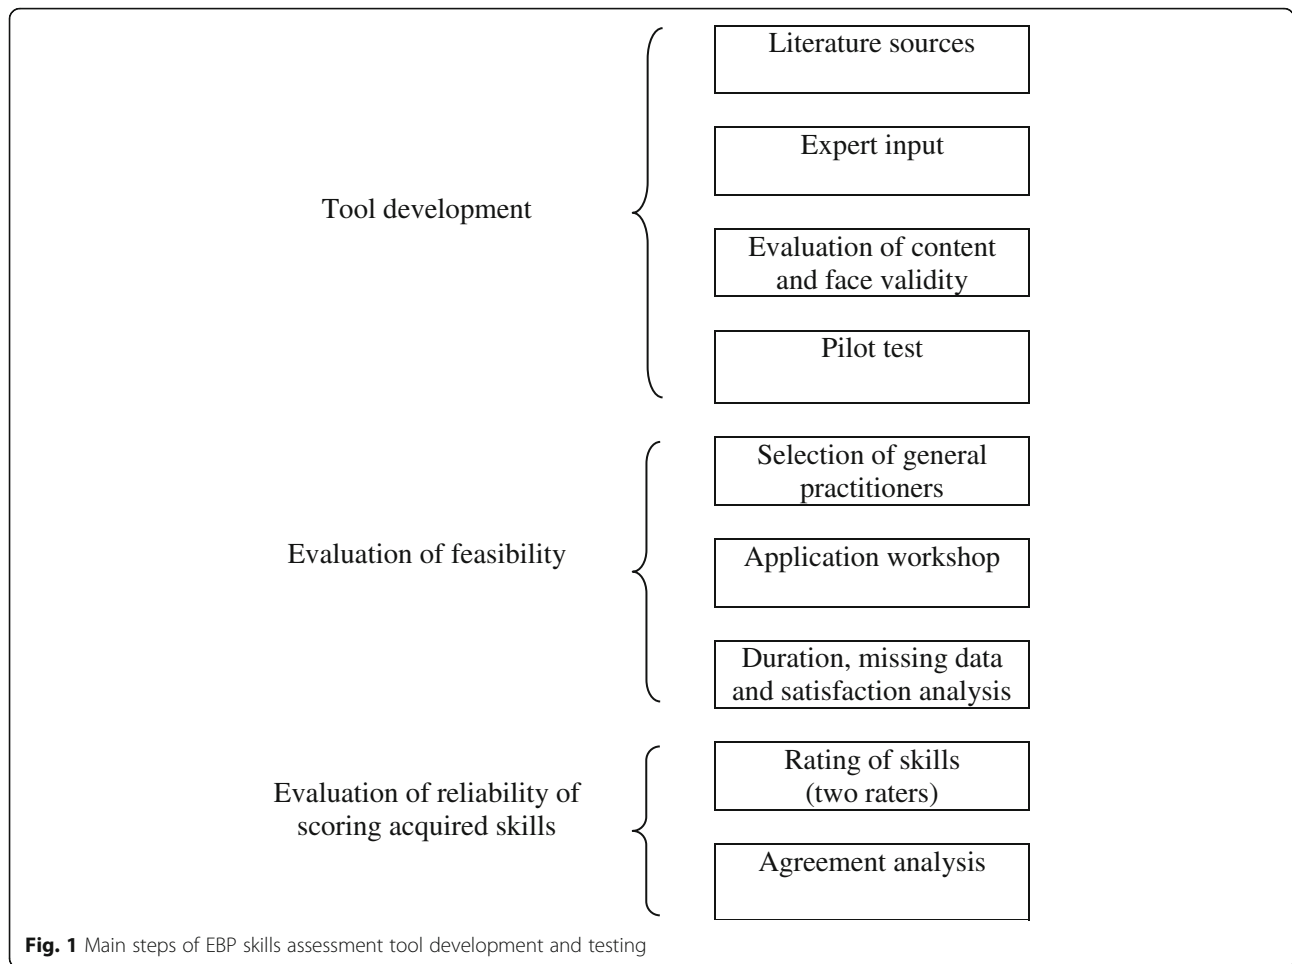 Literature sources
Expert input
Tool development
Evaluation of content
and face validity
Pilot test
Selection of general
practitioners
Evaluation of feasibility
Application workshop
Duration, missing data
and satisfaction analysis
Rating of skills
(two raters)
Evaluation of reliability of
scoring acquired skills
Agreement analysis
Fig. 1 Main steps of EBP skills assessment tool development and testing